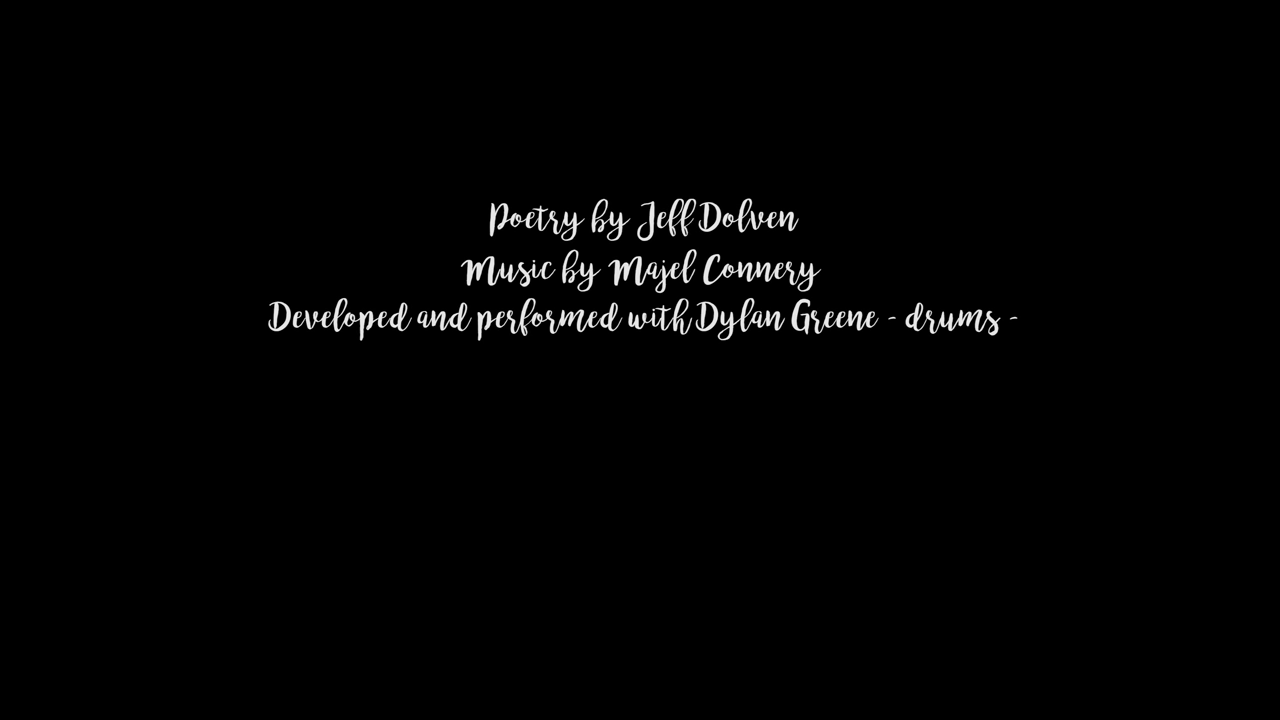 Poetry by Jeff Dolven
Music by Majel Connery
Developed and performed with Dylan Greene - drums -